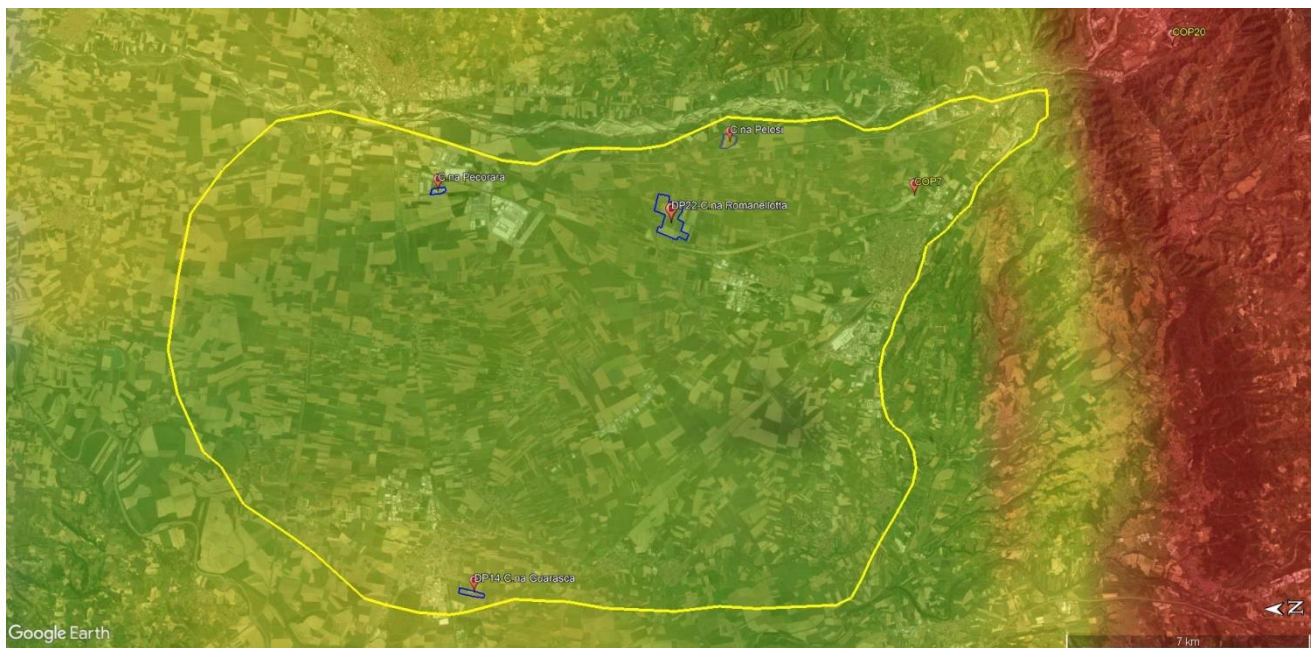 COP20
C.na Pelosi
C.na Pecorara
COP7
DP22-C.na Romanellotta
DP14-C.na Guarasca
N
Google Earth
7 km